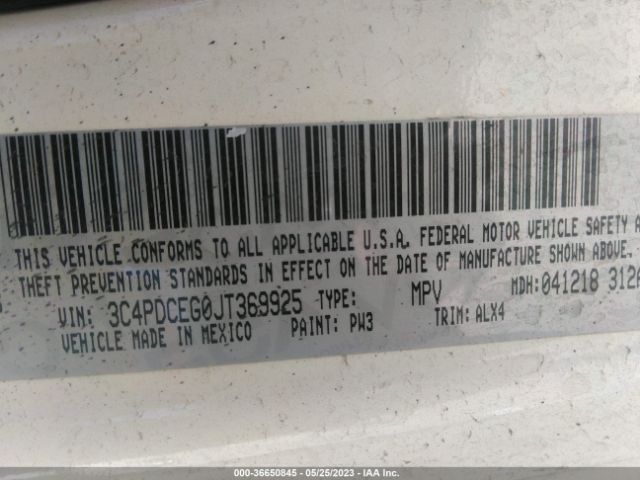 THIS VEHICLE CONFORMS TO ALL APPLICABLE U.S.A. FEDERAL MOTOR VEHICLE SAFETY A
THEFT PREVENTION STANDARDS IN EFFECT ON THE DATE OF MANUFACTURE SHOWN ABOVE.
VIN: 3C4PDCEG0JT369925 TYPE: MPV MDH: 041218 312A
VEHICLE MADE IN MEXICO PAINT: PW3 TRIM: ALX4
000-36650845 - 05/25/2023 - IAA Inc.